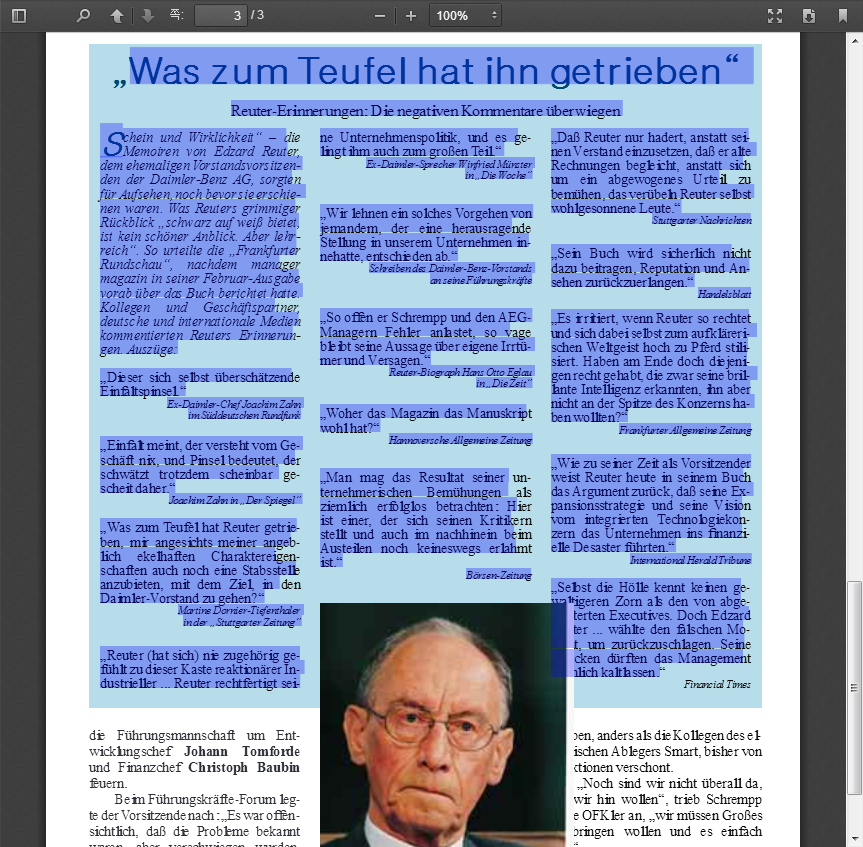 쪽:
3 / 3
100%
„Was zum Teufel hat ihn getrieben“
Reuter-Erinnerungen: Die negativen Kommentare überwiegen
Schein und Wirklichkeit“ – die
Memoiren von Edzard Reuter,
dem ehemaligen Vorstandsvorsitzen-
den der Daimler-Benz AG, sorgten
für Aufsehen, noch bevor sie erschie-
nen waren. Was Reuters grimmiger
Rückblick „schwarz auf weiß bietet,
ist kein schöner Anblick. Aber lehr-
reich“. So urteilte die „Frankfurter
Rundschau“, nachdem manager
magazin in seiner Februar-Ausgabe
vorab über das Buch berichtet hatte.
Kollegen und Geschäftspartner,
deutsche und internationale Medien
kommentierten Reuters Erinnerun-
gen. Auszüge:
„Dieser sich selbst überschätzende
Einfaltspinsel.“
Ex-Daimler-Chef Joachim Zahn
im Süddeutschen Rundfunk
„Einfalt meint, der versteht vom Ge-
schäft nix, und Pinsel bedeutet, der
schwätzt trotzdem scheinbar ge-
scheit daher.“
Joachim Zahn in „Der Spiegel“
„Was zum Teufel hat Reuter getrie-
ben, mir angesichts meiner angeb-
lich ekelhaften Charaktereigen-
schaften auch noch eine Stabsstelle
anzubieten, mit dem Ziel, in den
Daimler-Vorstand zu gehen?“
Martine Dornier-Tiefenthaler
in der „Stuttgarter Zeitung“
„Reuter (hat sich) nie zugehörig ge-
fühlt zu dieser Kaste reaktionärer In-
dustrieller ... Reuter rechtfertigt sei-
ne Unternehmenspolitik, und es ge-
lingt ihm auch zum großen Teil.“
Ex-Daimler-Sprecher Wirfried Münster
in „Die Woche“
„Wir lehnen ein solches Vorgehen von
jemandem, der eine herausragende
Stellung in unserem Unternehmen in-
nehatte, entschieden ab.“
Schreiben des Daimler-Benz-Vorstands
an seine Führungskräfte
„So offen er Schrempp und den AEG-
Managern Fehler anlastet, so vage
bleibt seine Aussage über eigene Irrtü-
mer und Versagen.“
Reuter-Biograph Hans Otto Eglau
in „Die Zeit“
„Woher das Magazin das Manuskript
wohl hat?“
Hannoversche Allgemeine Zeitung
„Man mag das Resultat seiner un-
ternehmerischen Bemühungen als
ziemlich erfolglos betrachten: Hier
ist einer, der sich seinen Kritikern
stellt und auch im nachhinein beim
Austeilen noch keineswegs erlahmt
ist.“
Börsen-Zeitung
„Daß Reuter nur hadert, anstatt sei-
nen Verstand einzusetzen, daß er alte
Rechnungen begleicht, anstatt sich
um ein abgewogenes Urteil zu
bemühen, das verübeln Reuter selbst
wohlgesonnene Leute.“
Stuttgarter Nachrichten
„Sein Buch wird sicherlich nicht
dazu beitragen, Reputation und An-
sehen zurückzuerlangen.“
Handelsblatt
„Es irritiert, wenn Reuter so rechtet
und sich dabei selbst zum aufkläreri-
schen Weltgeist hoch zu Pferd stili-
siert. Haben am Ende doch diejeni-
gen recht gehabt, die zwar seine bril-
lante Intelligenz erkannten, ihn aber
nicht an der Spitze des Konzerns ha-
ben wollten?“
Frankfurter Allgemeine Zeitung
„Wie zu seiner Zeit als Vorsitzender
weist Reuter heute in seinem Buch
das Argument zurück, daß seine Ex-
pansionsstrategie und seine Vision
vom integrierten Technologiekon-
zern das Unternehmen ins finanzi-
elle Desaster führten.“
International Herald Tribune
„Selbst die Hölle kennt keinen ge-
waltigeren Zorn als den von abge-
terten Executives. Doch Edzard
ter ... wählte den falschen Mo-
t, um zurückzuschlagen. Seine
cken dürften das Management
nlich kalt lassen.“
Financial Times
die Führungsmannschaft um Ent-
wicklungschef Johann Tomforde
und Finanzchef Christoph Baubin
feuern.
Beim Führungskräfte-Forum leg-
te der Vorsitzende nach: „Es war offen-
sichtlich, daß die Probleme bekannt
waren, aber verschwiegen wurden.
ben, anders als die Kollegen des el-
ischen Ablegers Smart, bisher von
ktionen verschont.
„Noch sind wir nicht überall da,
wir hin wollen“, trieb Schrempp
e OFKler an, „wir müssen Großes
bringen wollen und es einfach
“